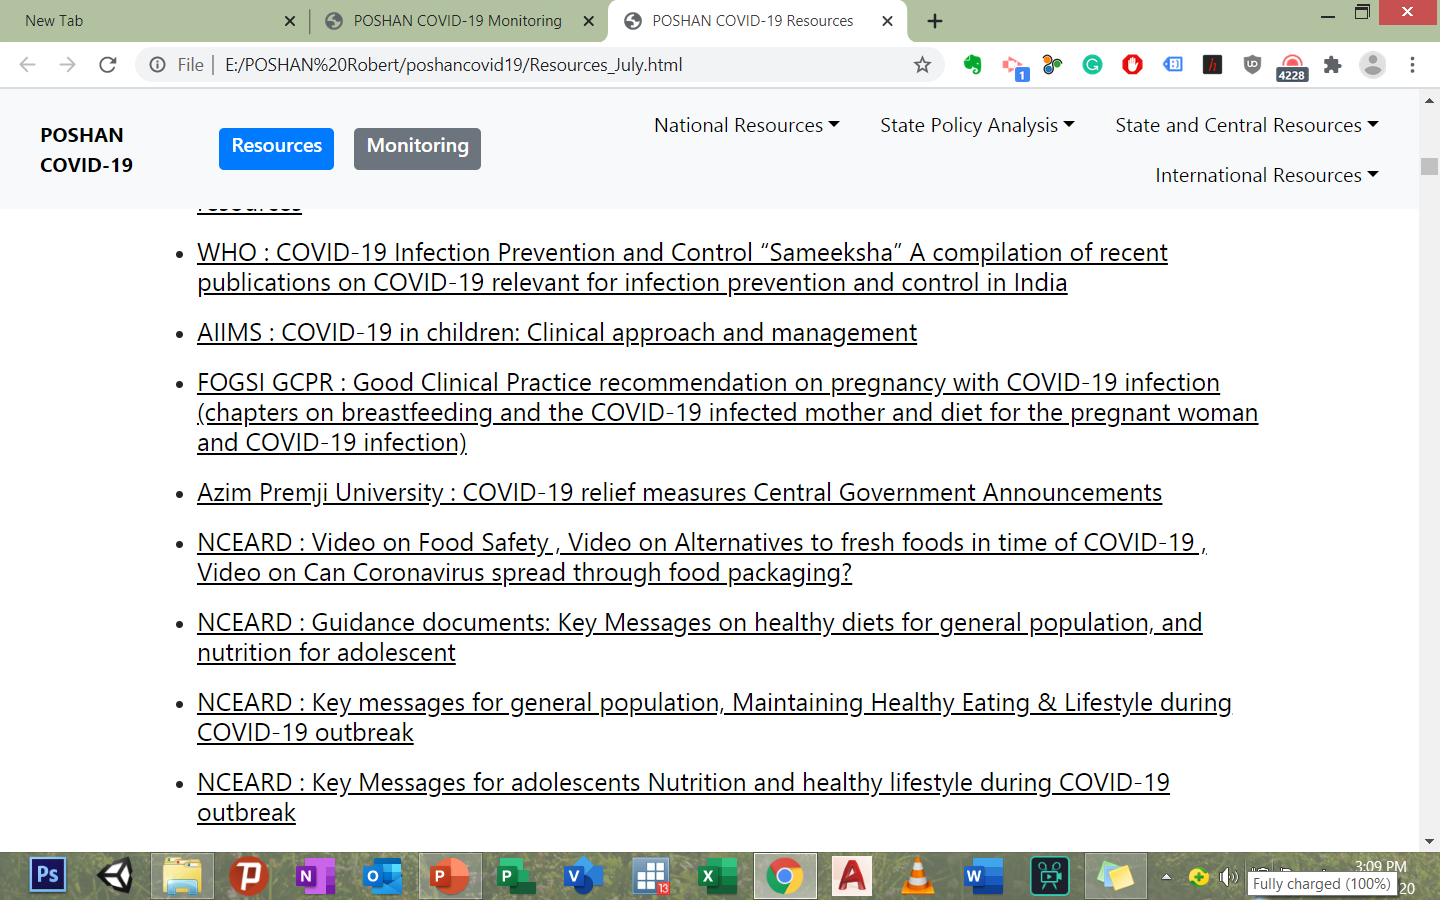 New Tab
POSHAN COVID-19 Monitoring
POSHAN COVID-19 Resources
File
E:/POSHAN%20Robert/poshancovid19/Resources_July.html
1
4228
POSHAN
COVID-19
Resources
Monitoring
National Resources
State Policy Analysis
State and Central Resources
International Resources
resources
WHO : COVID-19 Infection Prevention and Control “Sameeksha” A compilation of recent
publications on COVID-19 relevant for infection prevention and control in India
AIIMS : COVID-19 in children: Clinical approach and management
FOGSI GCPR : Good Clinical Practice recommendation on pregnancy with COVID-19 infection
(chapters on breastfeeding and the COVID-19 infected mother and diet for the pregnant woman
and COVID-19 infection)
Azim Premji University : COVID-19 relief measures Central Government Announcements
NCEARD : Video on Food Safety , Video on Alternatives to fresh foods in time of COVID-19 ,
Video on Can Coronavirus spread through food packaging?
NCEARD : Guidance documents: Key Messages on healthy diets for general population, and
nutrition for adolescent
NCEARD : Key messages for general population, Maintaining Healthy Eating & Lifestyle during
COVID-19 outbreak
NCEARD : Key Messages for adolescents Nutrition and healthy lifestyle during COVID-19
outbreak
Ps
N
O
P
P
V
13
X
A
W
3:09 PM
Fully charged (100%)
20